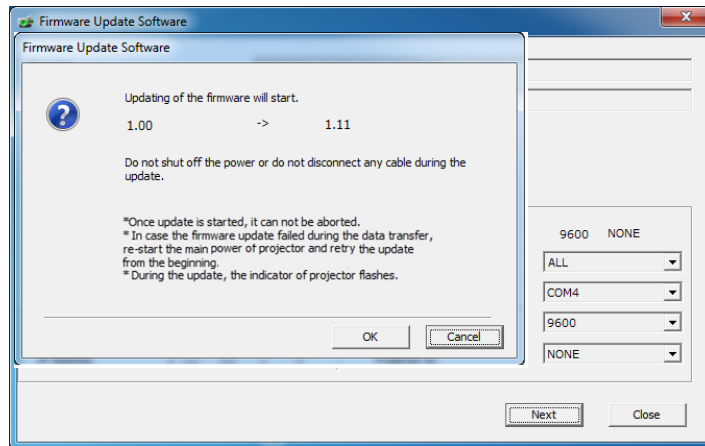 Firmware Update Software
Firmware Update Software
Updating of the firmware will start.
1.00 -> 1.11
Do not shut off the power or do not disconnect any cable during the
update.
*Once update is started, it can not be aborted.
* In case the firmware update failed during the data transfer,
re-start the main power of projector and retry the update
from the beginning.
* During the update, the indicator of projector flashes.
OK Cancel
9600 NONE
ALL
COM4
9600
NONE
Next Close